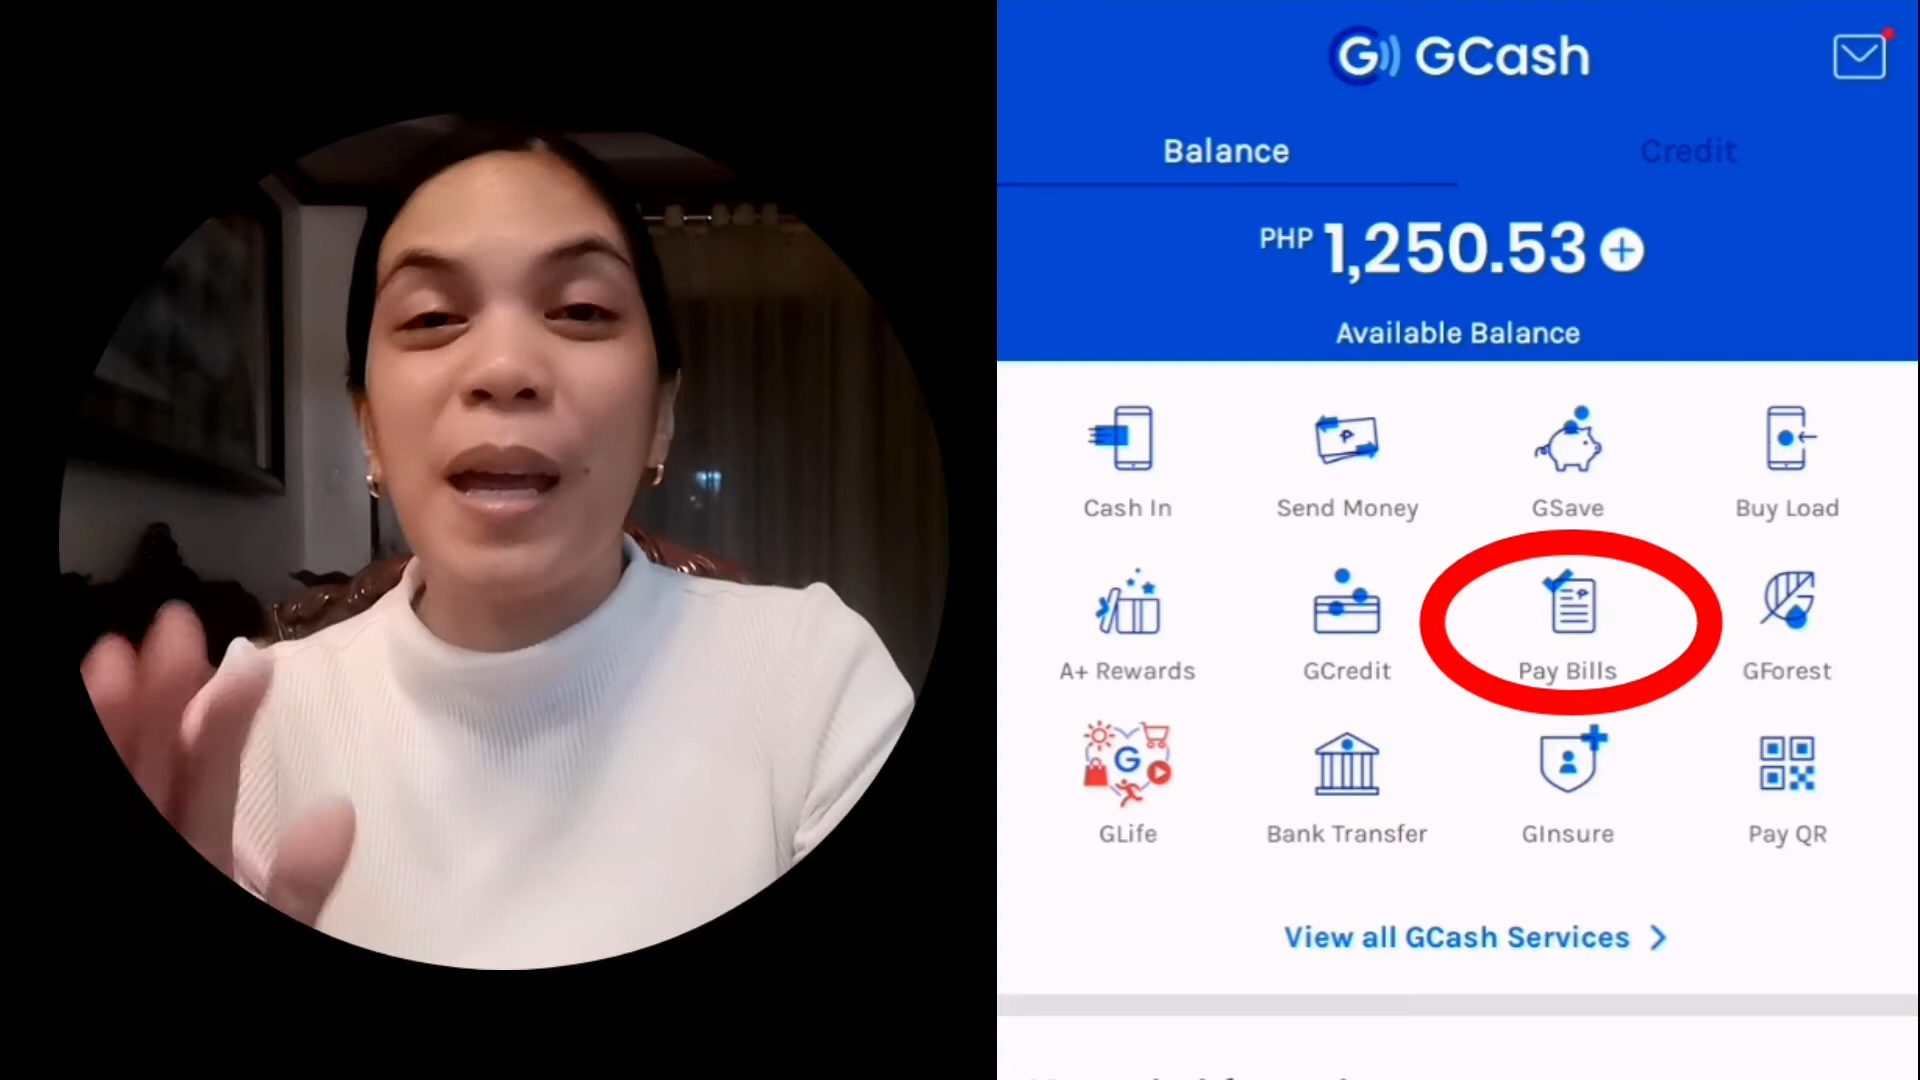 G)) GCash
Balance
Credit
PHP 1,250.53
Available Balance
Cash In
Send Money
GSave
Buy Load
A+ Rewards
GCredit
Pay Bills
GForest
G
GLife
Bank Transfer
GInsure
Pay QR
View all GCash Services